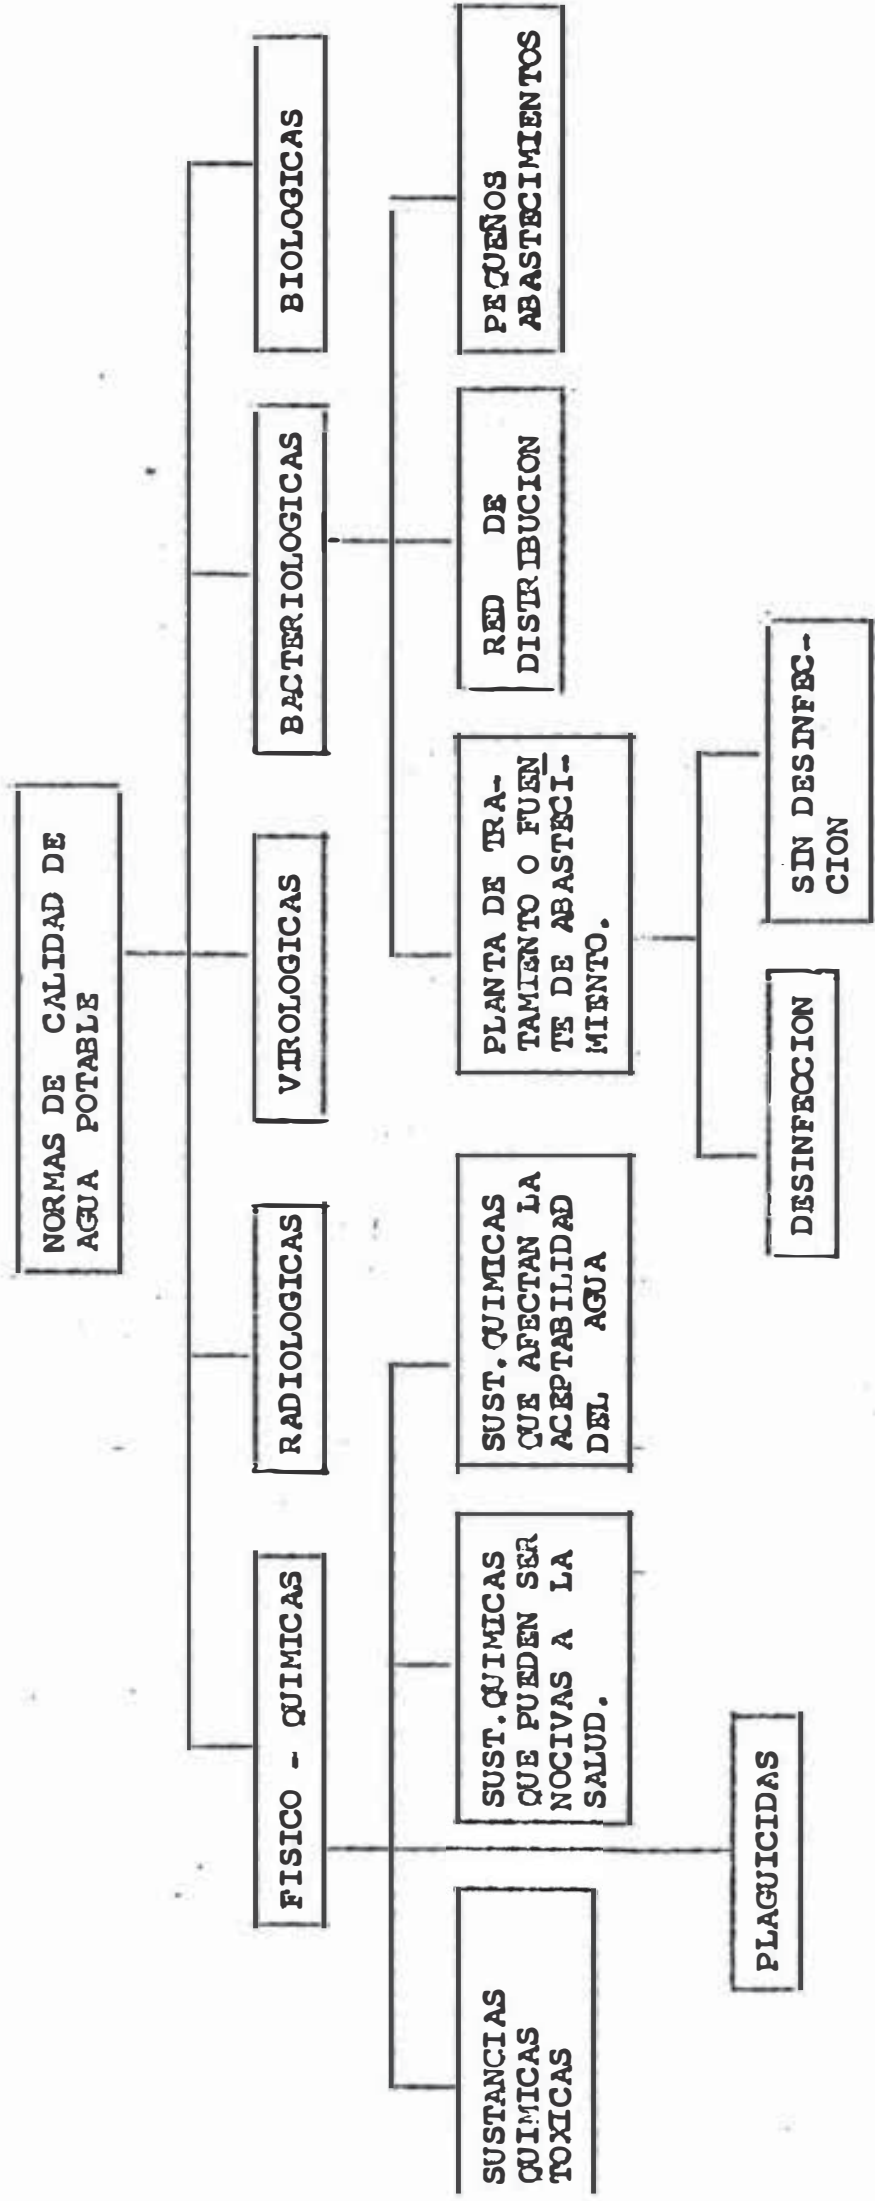 NORMAS DE CALIDAD DE
AGUA POTABLE
FISICO - QUIMICAS
RADIOLOGICAS
VIROLOGICAS
BACTERIOLOGICAS
BIOLOGICAS
SUSTANCIAS
QUIMICAS
TOXICAS
SUST.QUIMICAS
QUE PUEDEN SER
NOCIVAS A LA
SALUD.
SUST.QUIMICAS
QUE AFECTAN LA
ACEPTABILIDAD
DEL AGUA
PLANTA DE TRA-
TAMIENTO O FUEN
TE DE ABASTECI-
MIENTO.
RED DE
DISTRIBUCION
PEQUEÑOS
ABASTECIMIENTOS
PLAGUICIDAS
DESINFECCION
SIN DESINFEC-
CION